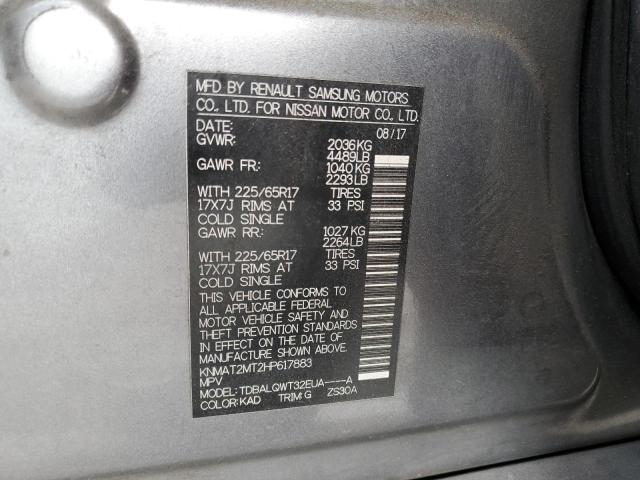 MFD BY RENAULT SAMSUNG MOTORS
CO., LTD. FOR NISSAN MOTOR CO., LTD.
DATE: 08/17
GVWR: 2036KG
4489LB
GAWR FR: 1040 KG
2293LB
WITH 225/65R17 TIRES
17X7J RIMS AT 33 PSI
COLD SINGLE
GAWR RR: 1027 KG
2264LB
WITH 225/65R17 TIRES
17X7J RIMS AT 33 PSI
COLD SINGLE
THIS VEHICLE CONFORMS TO
ALL APPLICABLE FEDERAL
MOTOR VEHICLE SAFETY AND
THEFT PREVENTION STANDARDS
IN EFFECT ON THE DATE OF
MANUFACTURE SHOWN ABOVE.
KNMAT2MT2HP617883
MPV
MODEL: TDBALQWT32EUA----A
COLOR: KAD TRIM: G ZS30A